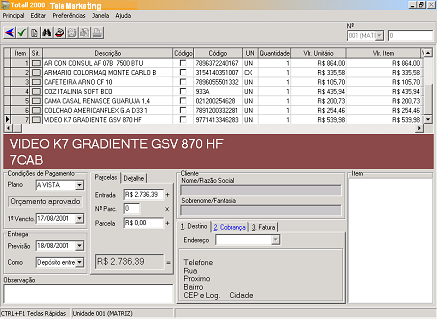 Totall 2000 Tele Marketing
Principal Editar Preferências Janela Ajuda
Nº
001 (MATRI 0
Item Sit. Descrição Código Código UN Quantidade Vlr. Unitário Vlr. Item V
1 AR CON CONSUL AF 07B 7500 BTU 7896372240167 UN 1 R$ 864,00 R$ 864,00
2 ARMARIO COLORMAQ MONTE CARLO B 3154140351007 CX 1 R$ 335,58 R$ 335,58
3 CAFETEIRA ARNO CF 10 7896055501332 UN 1 R$ 105,70 R$ 105,70
4 COZ ITALINIA SOFT BCO 933A UN 1 R$ 435,94 R$ 435,94
5 CAMA CASAL RENASCE GUARUJA 1,4 0212000254628 UN 1 R$ 200,73 R$ 200,73
6 COLCHAO AMERICANFLEX G.A D33 1 7891200332281 UN 1 R$ 254,46 R$ 254,46
7 VIDEO K7 GRADIENTE GSV 870 HF 9771413346283 UN 1 R$ 539,98 R$ 539,98
VIDEO K7 GRADIENTE GSV 870 HF
7CAB
Condições de Pagamento
Plano A VISTA
Orçamento aprovado
1º Vencto. 17/08/2001
Entrega
Previsão 18/08/2001
Como Depósito entre
Parcelas Detalhe
Entrada R$ 2.736,39 +
Nº Parc. 0 x
Parcela R$ 0,00 +
R$ 2.736,39 =
Cliente
Nome/Razão Social
Sobrenome/Fantasia
1. Destino 2. Cobrança 3. Fatura
Endereço
Telefone
Rua
Proximo
Bairro
CEP e Log. Cidade
Item
Observação
CTRL+F1 Teclas Rápidas Unidade 001 (MATRIZ)